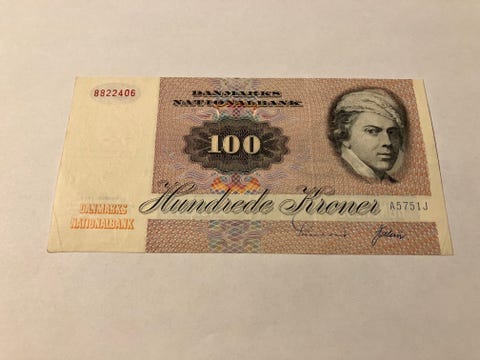 8822406
DANMARKS
NATIONALBANK
100
Hundrede Kroner
A5751J
DANMARKS
NATIONALBANK